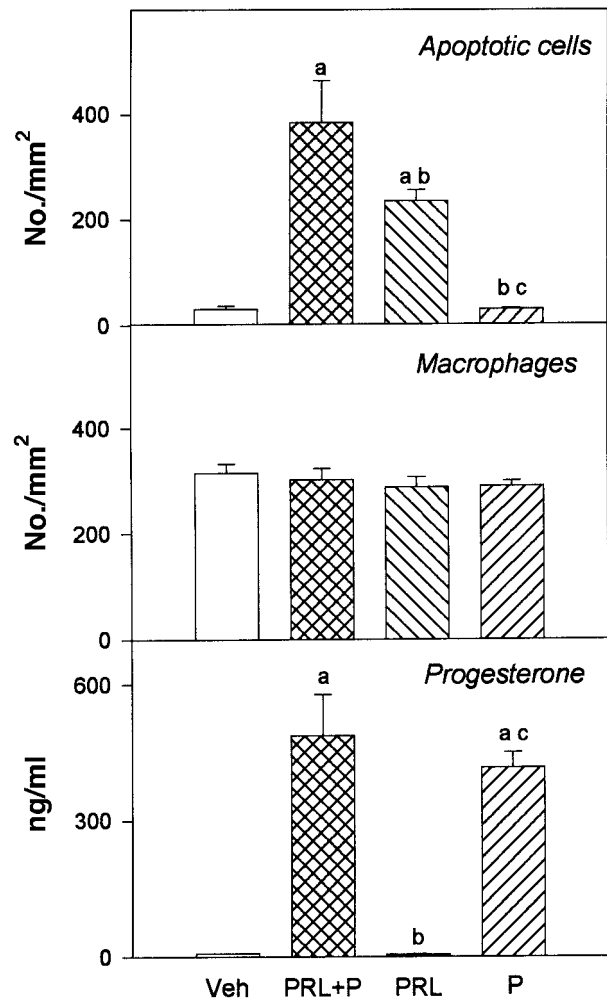 Apoptotic cells
a
400
a b
No./mm²
200
b c
0
Macrophages
400
No./mm²
200
0
Progesterone
600
a
a c
ng/ml
300
b
0
Veh PRL+P PRL P